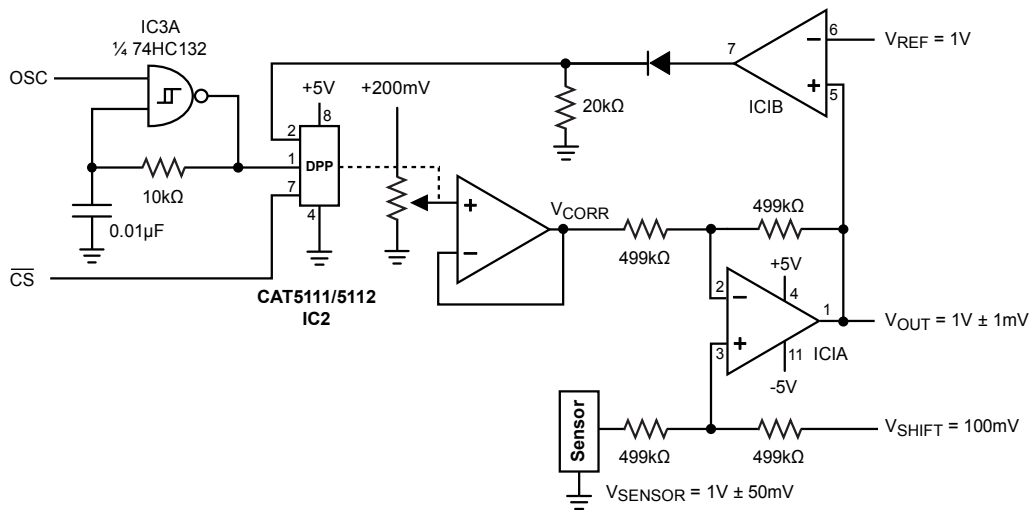 IC3A
¼ 74HC132
OSC
10kΩ
0.01µF
CS
+5V
8
2
1
7
4
DPP
CAT5111/5112
IC2
+200mV
+
−
VCORR
20kΩ
7
−
6
+
5
ICIB
VREF = 1V
499kΩ
499kΩ
+5V
4
2
−
1
3
+
11
ICIA
-5V
VOUT = 1V ± 1mV
Sensor
499kΩ
499kΩ
VSHIFT = 100mV
VSENSOR = 1V ± 50mV